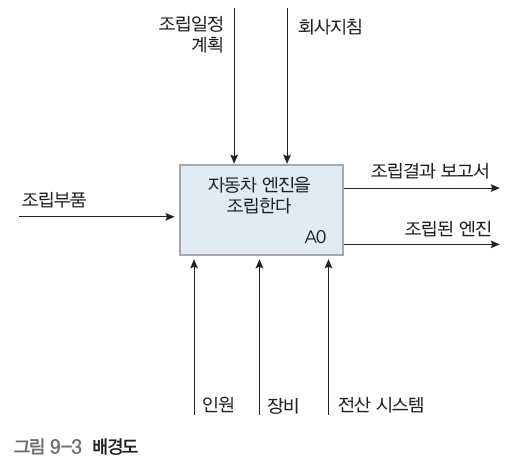 조립일정
계획
회사지침
자동차 엔진을
조립한다
A0
조립부품
조립결과 보고서
조립된 엔진
인원
장비
전산 시스템
그림 9-3 배경도